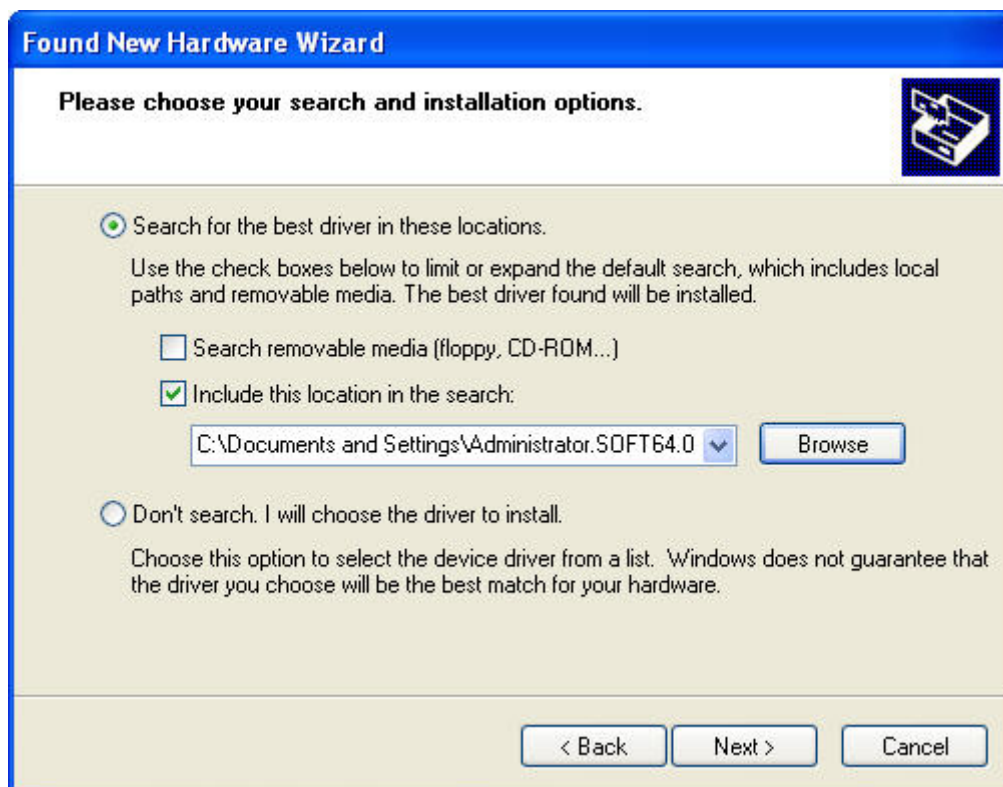 Found New Hardware Wizard
Please choose your search and installation options.
Search for the best driver in these locations.
Use the check boxes below to limit or expand the default search, which includes local
paths and removable media. The best driver found will be installed.
Search removable media (floppy, CD-ROM...)
Include this location in the search:
C:\Documents and Settings\Administrator.SOFT64.0
Browse
Don't search. I will choose the driver to install.
Choose this option to select the device driver from a list. Windows does not guarantee that
the driver you choose will be the best match for your hardware.
< Back
Next >
Cancel